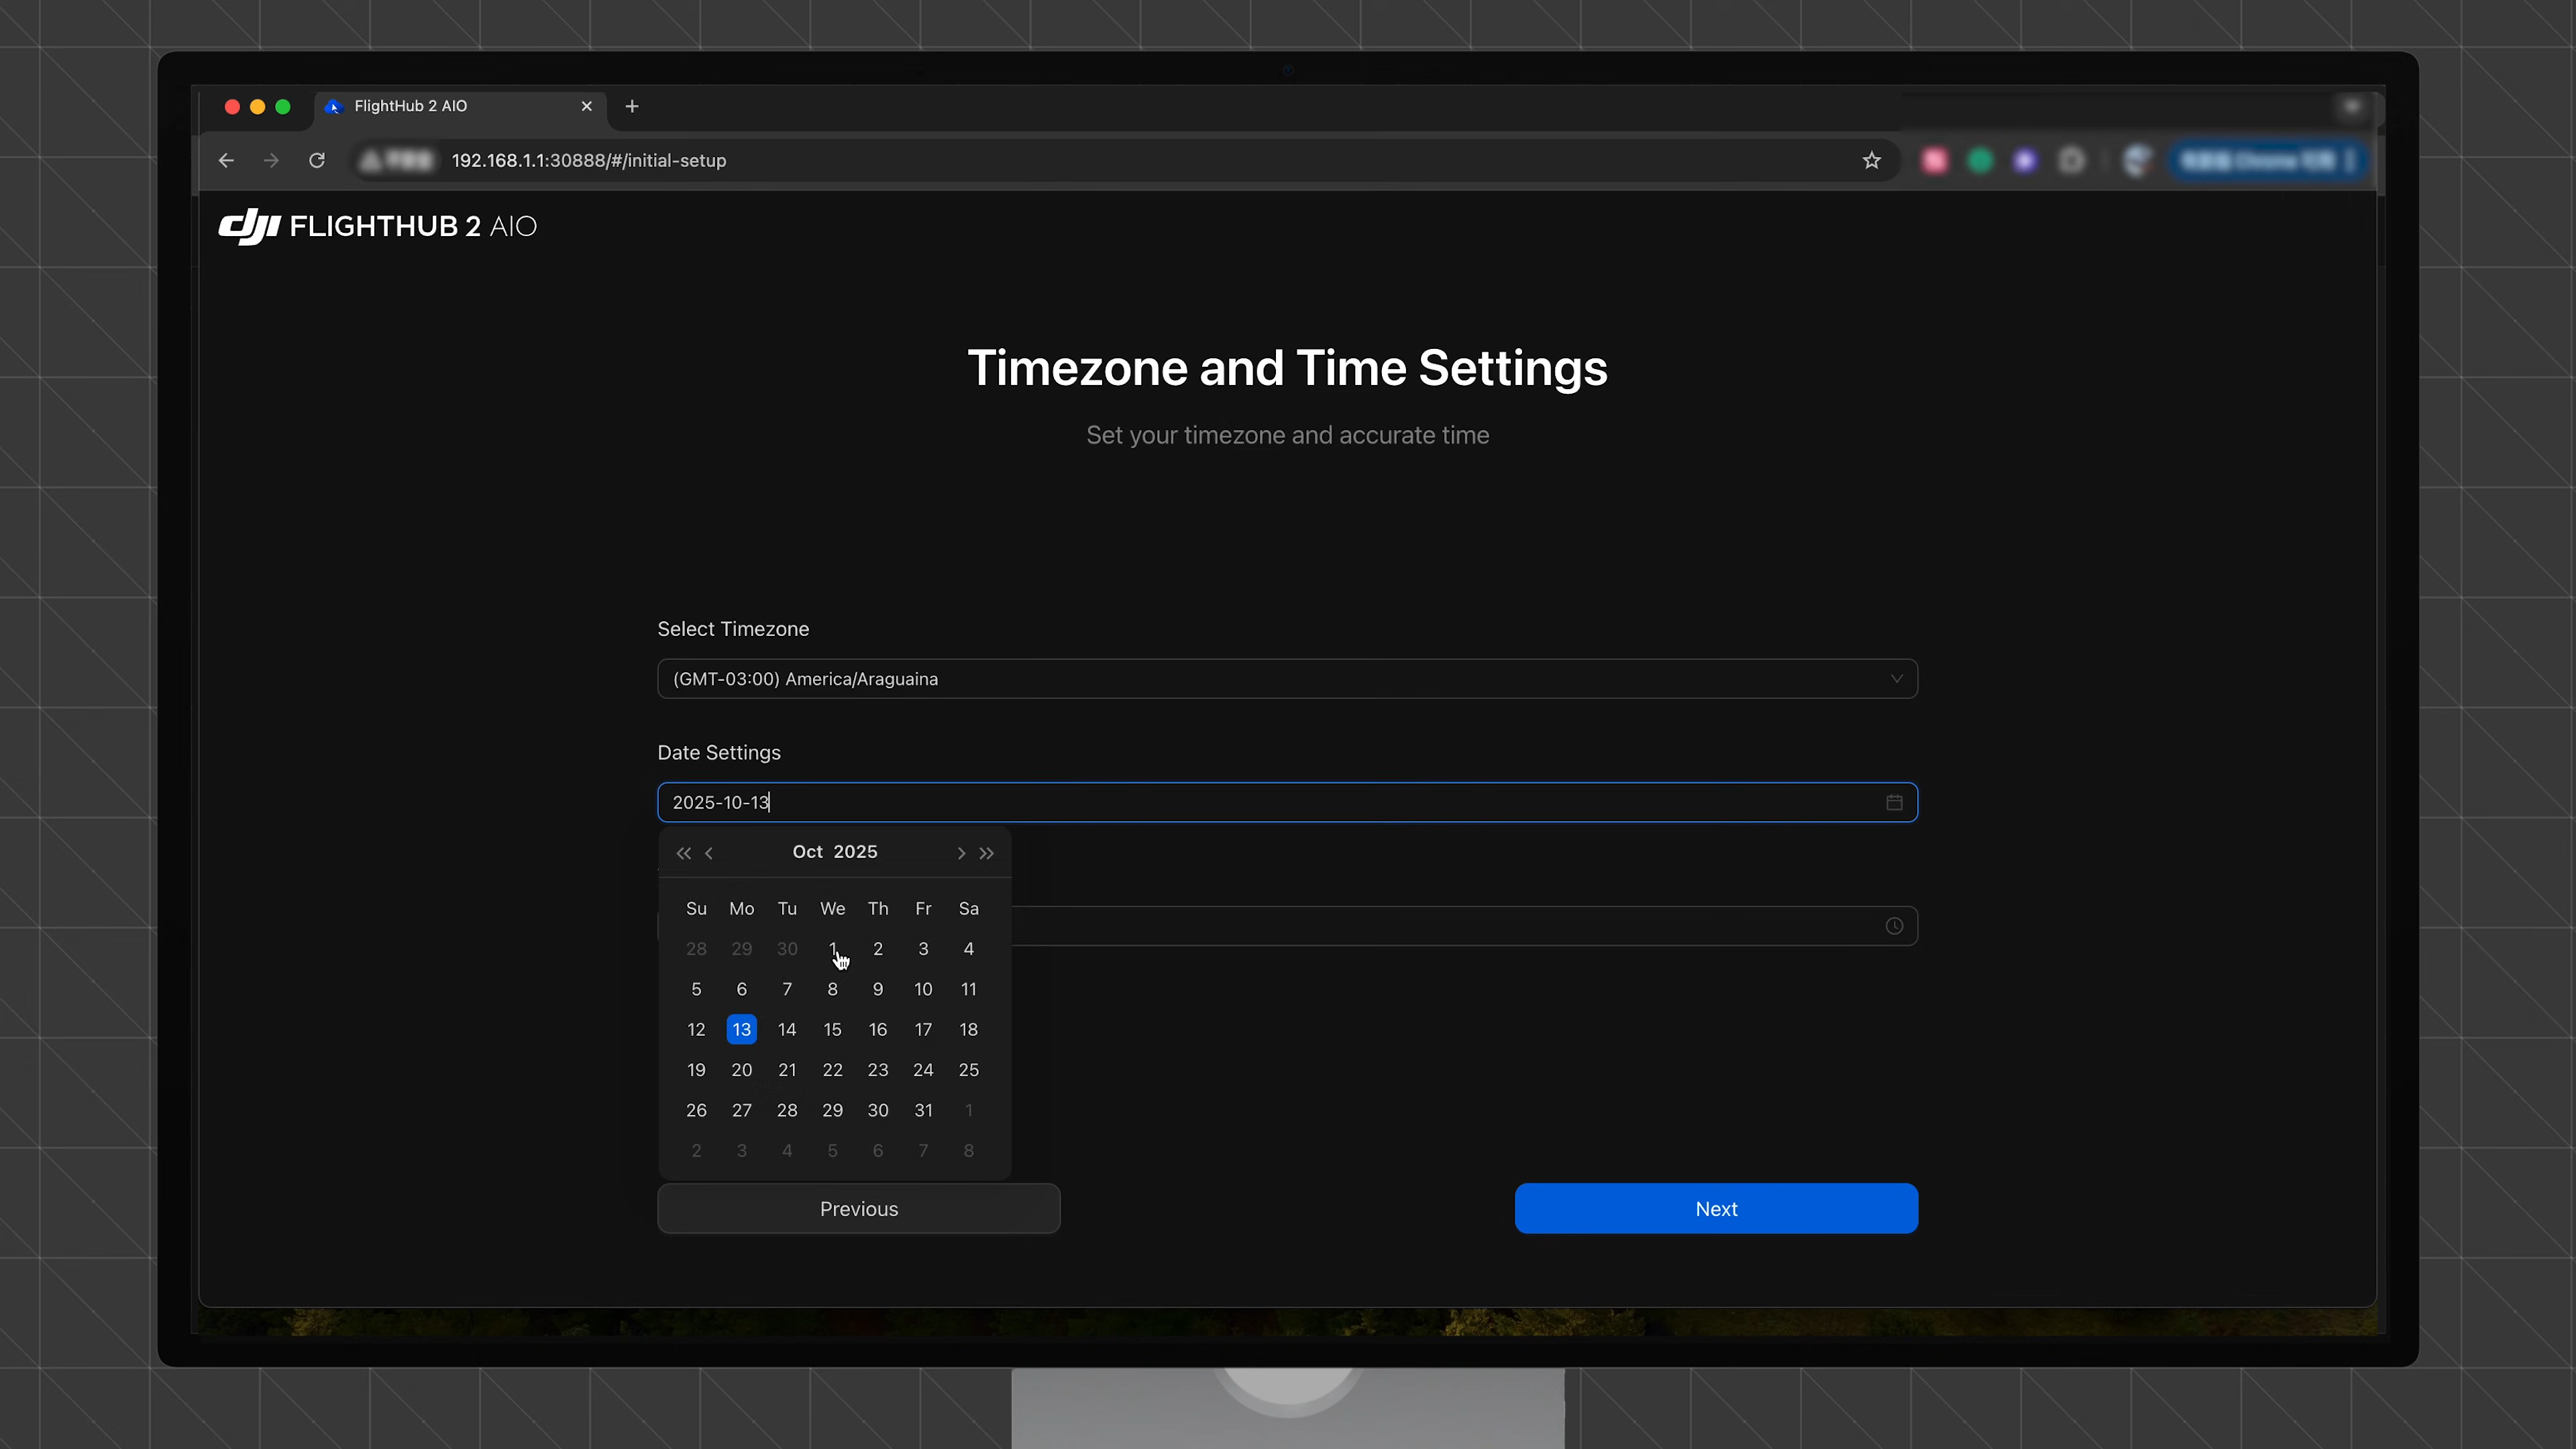 FlightHub 2 AIO
192.168.1.1:30888/#/initial-setup
dji FLIGHTHUB 2 AIO
Timezone and Time Settings
Set your timezone and accurate time
Select Timezone
(GMT-03:00) America/Araguaina
Date Settings
2025-10-13
Oct 2025
Su Mo Tu We Th Fr Sa
28 29 30 1 2 3 4
5 6 7 8 9 10 11
12 13 14 15 16 17 18
19 20 21 22 23 24 25
26 27 28 29 30 31 1
2 3 4 5 6 7 8
Previous
Next